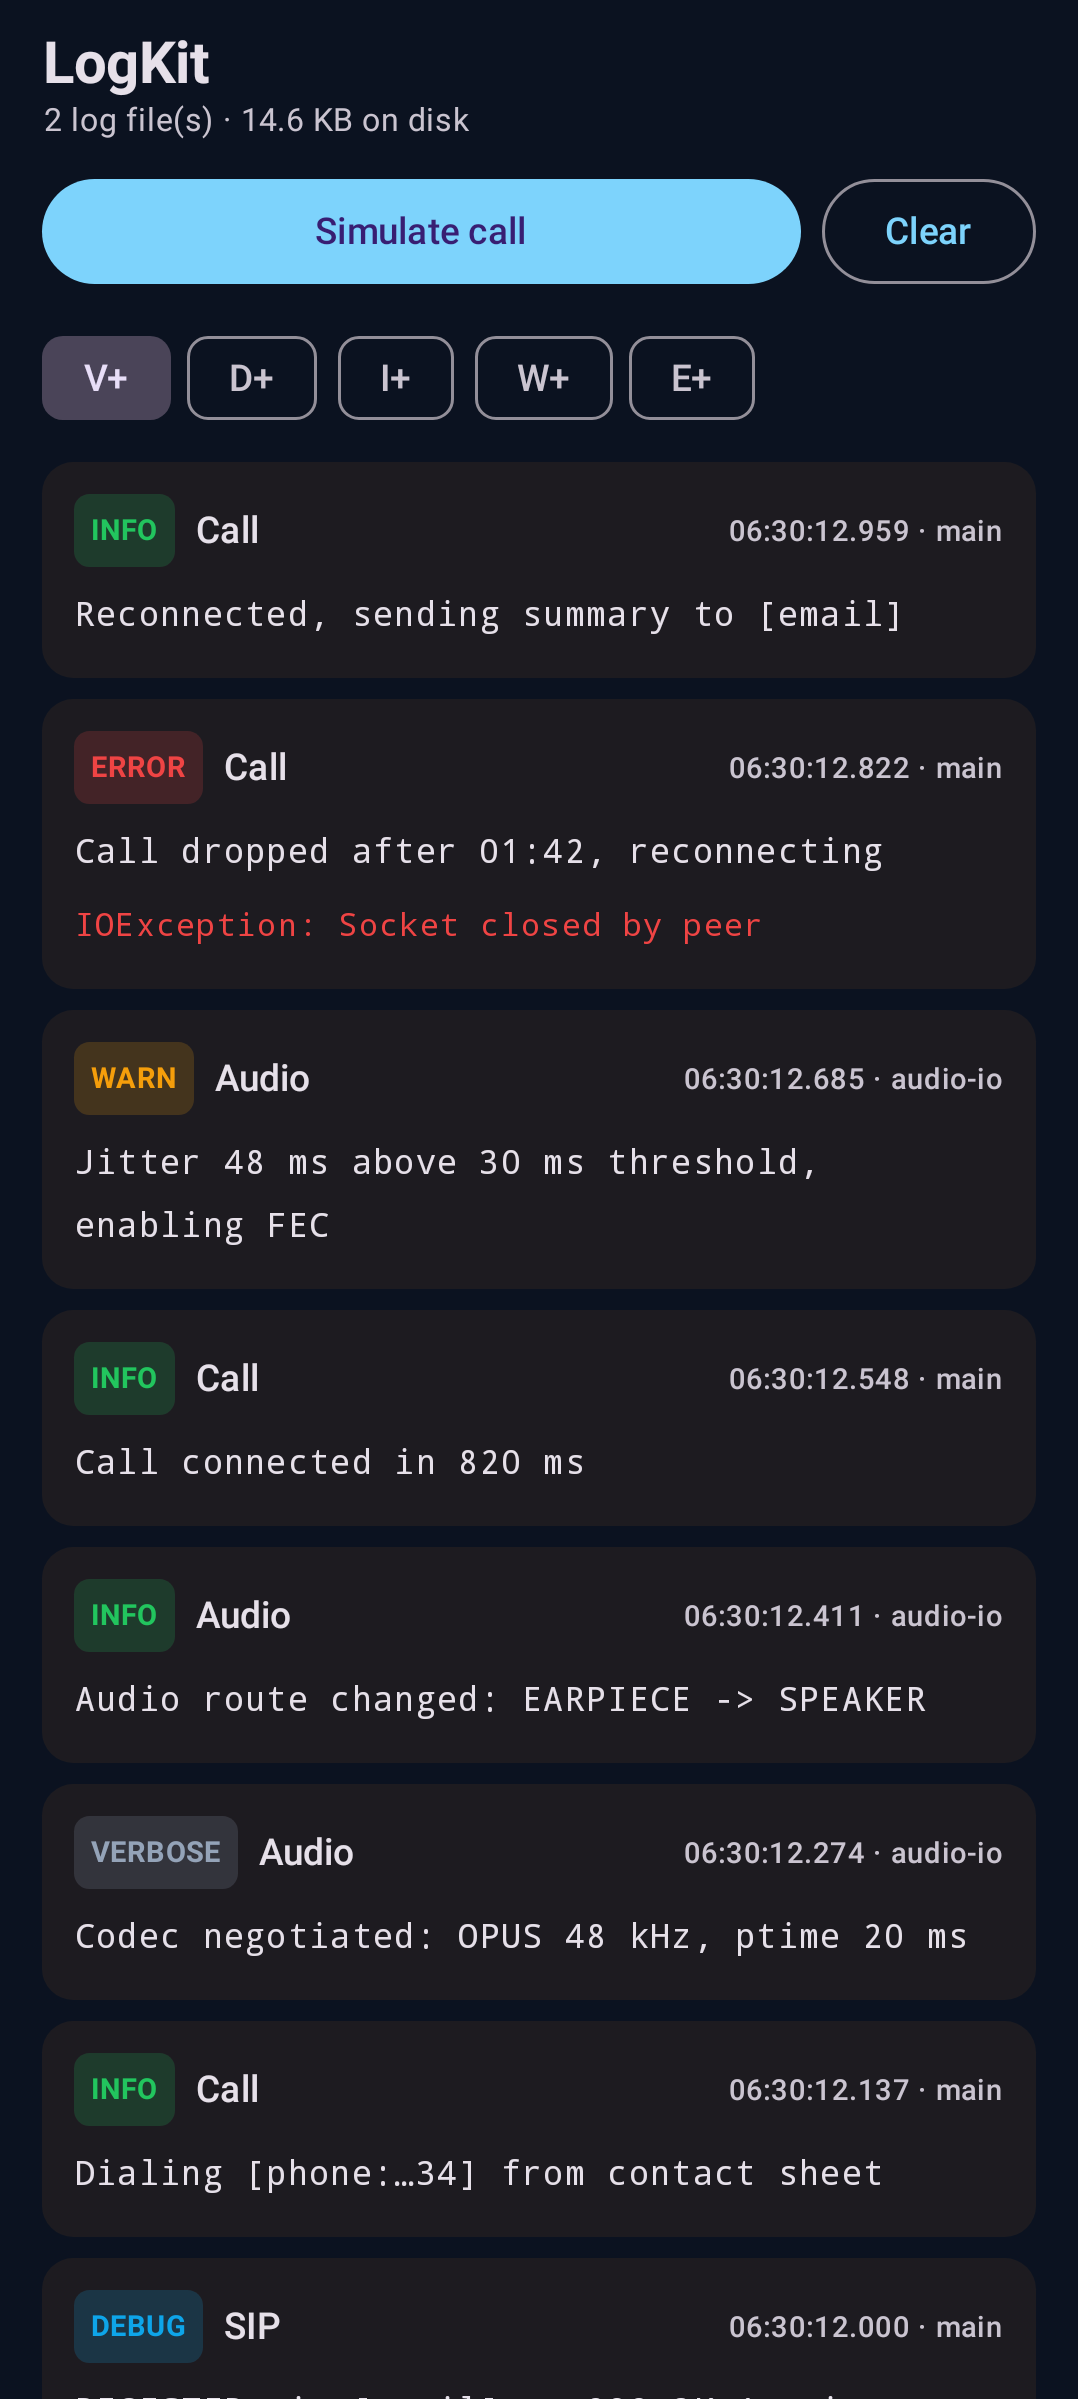 LogKit
2 log file(s) · 14.6 KB on disk
Simulate call
Clear
V+
D+
I+
W+
E+
INFO Call 06:30:12.959 · main
Reconnected, sending summary to [email]
ERROR Call 06:30:12.822 · main
Call dropped after 01:42, reconnecting
IOException: Socket closed by peer
WARN Audio 06:30:12.685 · audio-io
Jitter 48 ms above 30 ms threshold,
enabling FEC
INFO Call 06:30:12.548 · main
Call connected in 820 ms
INFO Audio 06:30:12.411 · audio-io
Audio route changed: EARPIECE -> SPEAKER
VERBOSE Audio 06:30:12.274 · audio-io
Codec negotiated: OPUS 48 kHz, ptime 20 ms
INFO Call 06:30:12.137 · main
Dialing [phone:…34] from contact sheet
DEBUG SIP 06:30:12.000 · main